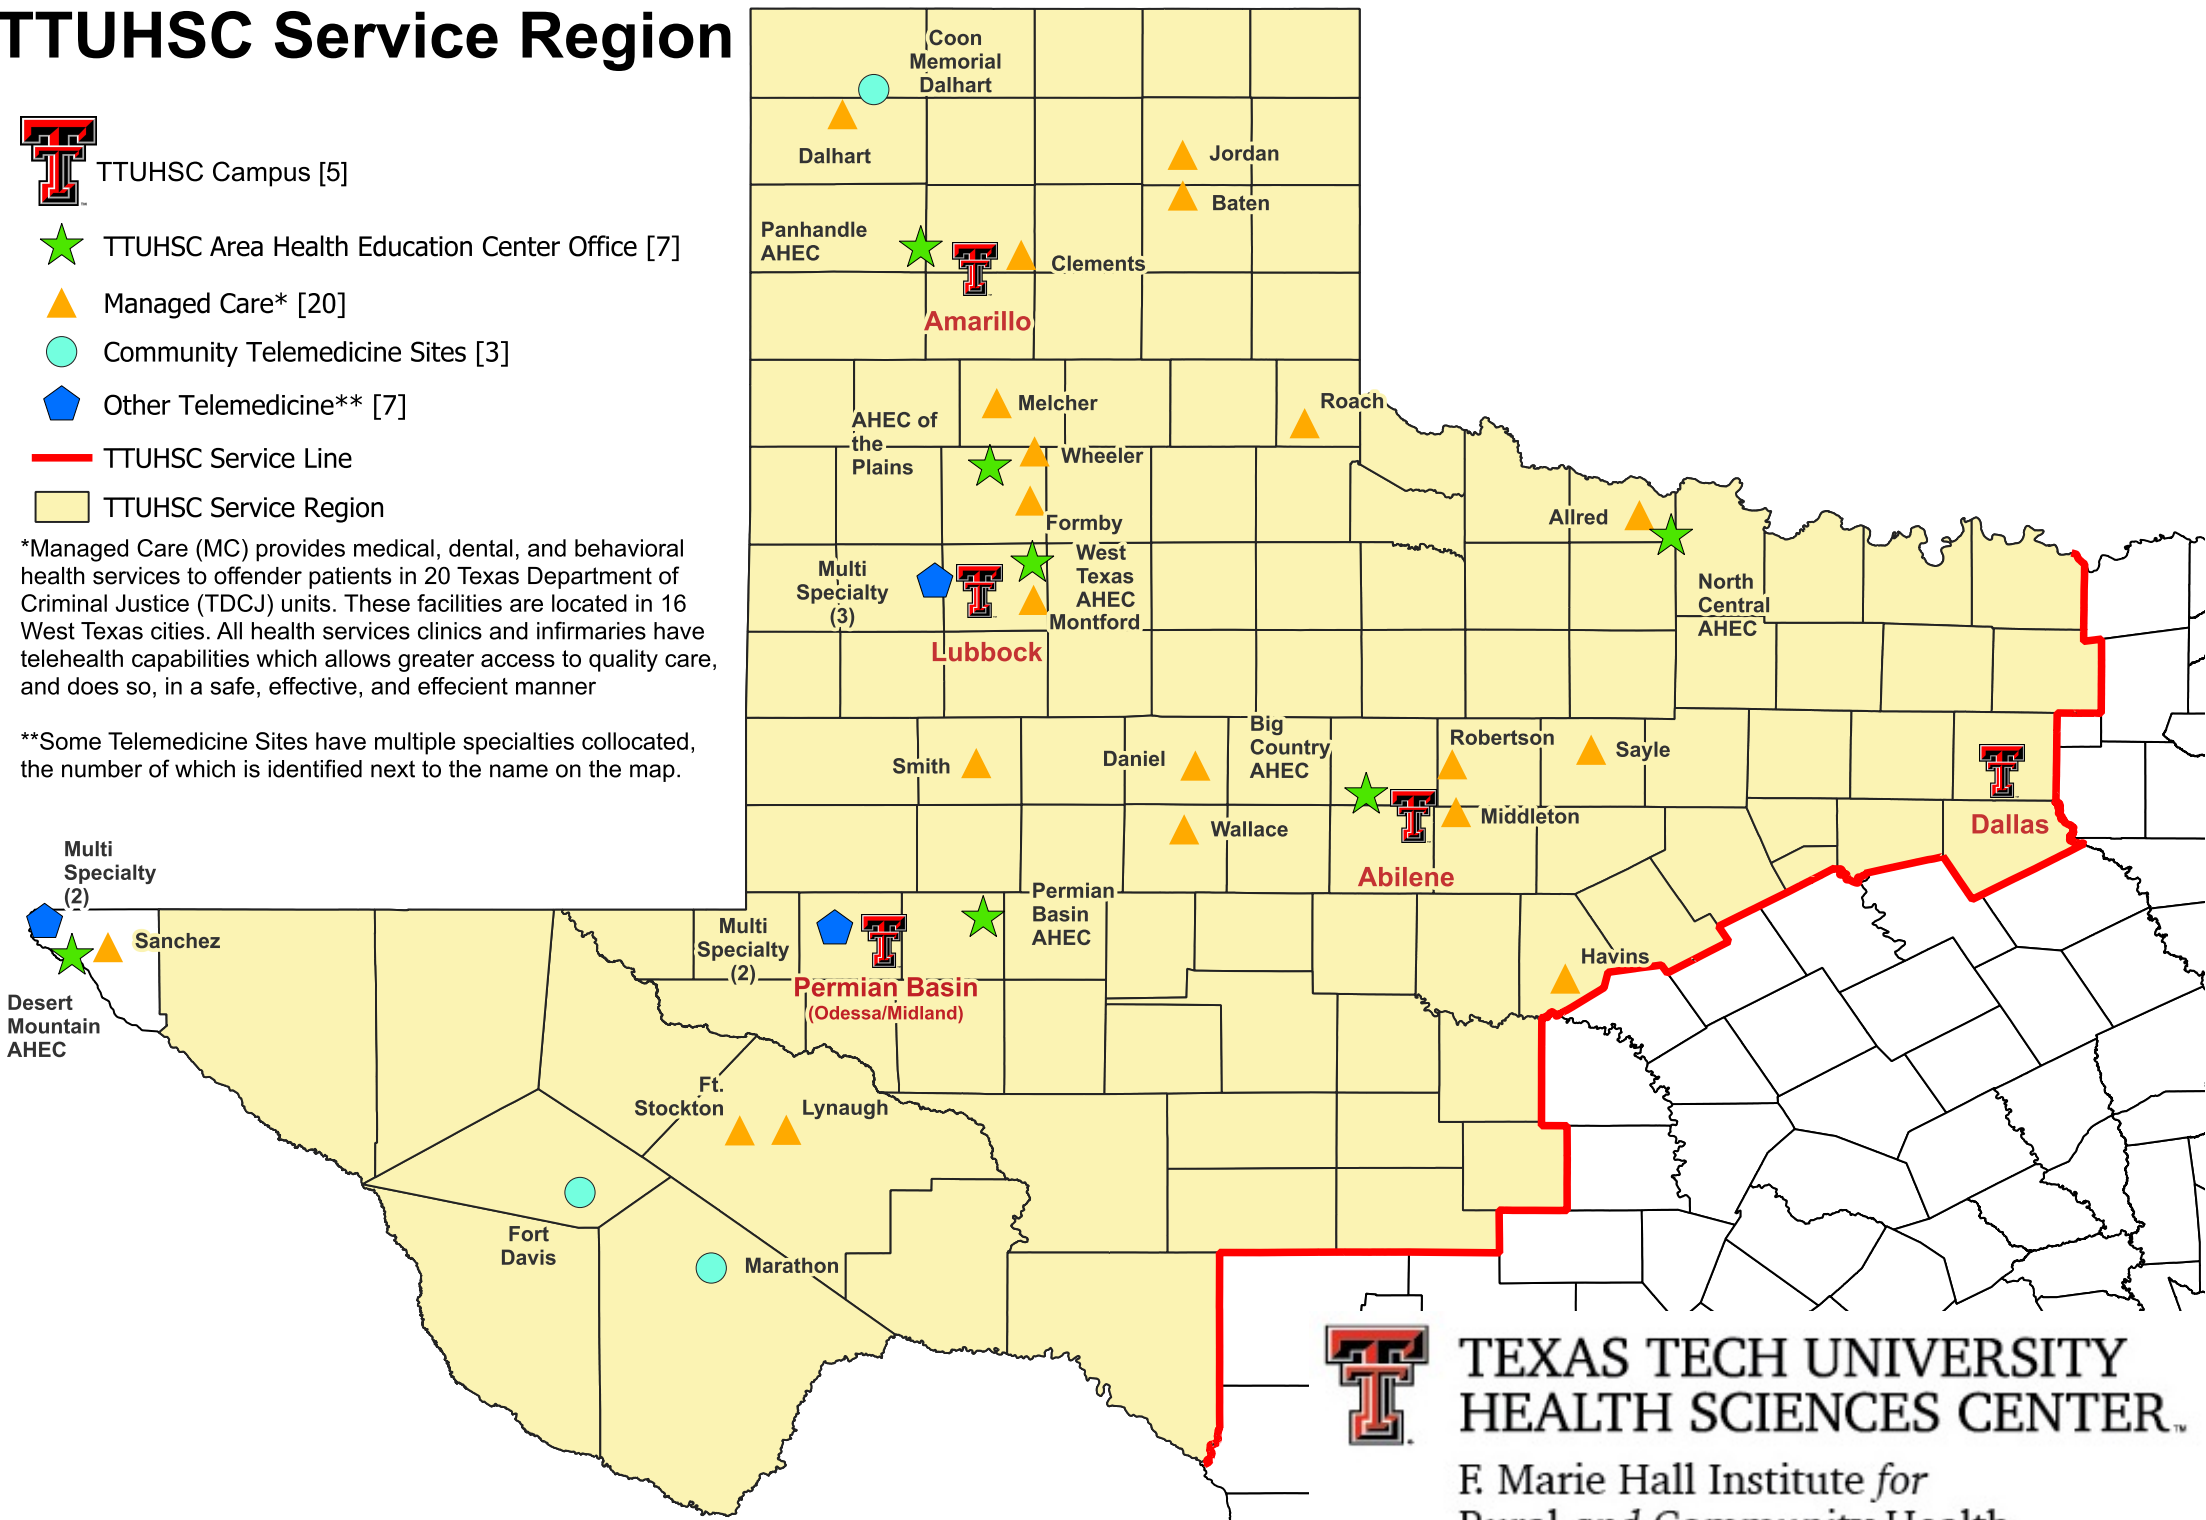 TTUHSC Service Region
TTUHSC Campus [5]
TTUHSC Area Health Education Center Office [7]
Managed Care* [20]
Community Telemedicine Sites [3]
Other Telemedicine** [7]
TTUHSC Service Line
TTUHSC Service Region
*Managed Care (MC) provides medical, dental, and behavioral
health services to offender patients in 20 Texas Department of
Criminal Justice (TDCJ) units. These facilities are located in 16
West Texas cities. All health services clinics and infirmaries have
telehealth capabilities which allows greater access to quality care,
and does so, in a safe, effective, and effecient manner
**Some Telemedicine Sites have multiple specialties collocated,
the number of which is identified next to the name on the map.
Coon
Memorial
Dalhart
Dalhart
Jordan
Baten
Panhandle
AHEC
Clements
Amarillo
Melcher
Roach
AHEC of
the
Plains
Wheeler
Formby
Allred
West
Texas
AHEC
Multi
Specialty
(3)
Montford
North
Central
AHEC
Lubbock
Smith
Daniel
Big
Country
AHEC
Robertson
Sayle
Wallace
Middleton
Dallas
Abilene
Multi
Specialty
(2)
Sanchez
Desert
Mountain
AHEC
Multi
Specialty
(2)
Permian
Basin
AHEC
Permian Basin
(Odessa/Midland)
Havins
Ft.
Stockton
Lynaugh
Fort
Davis
Marathon
TEXAS TECH UNIVERSITY
HEALTH SCIENCES CENTER™
F. Marie Hall Institute for
Rural and Community Health